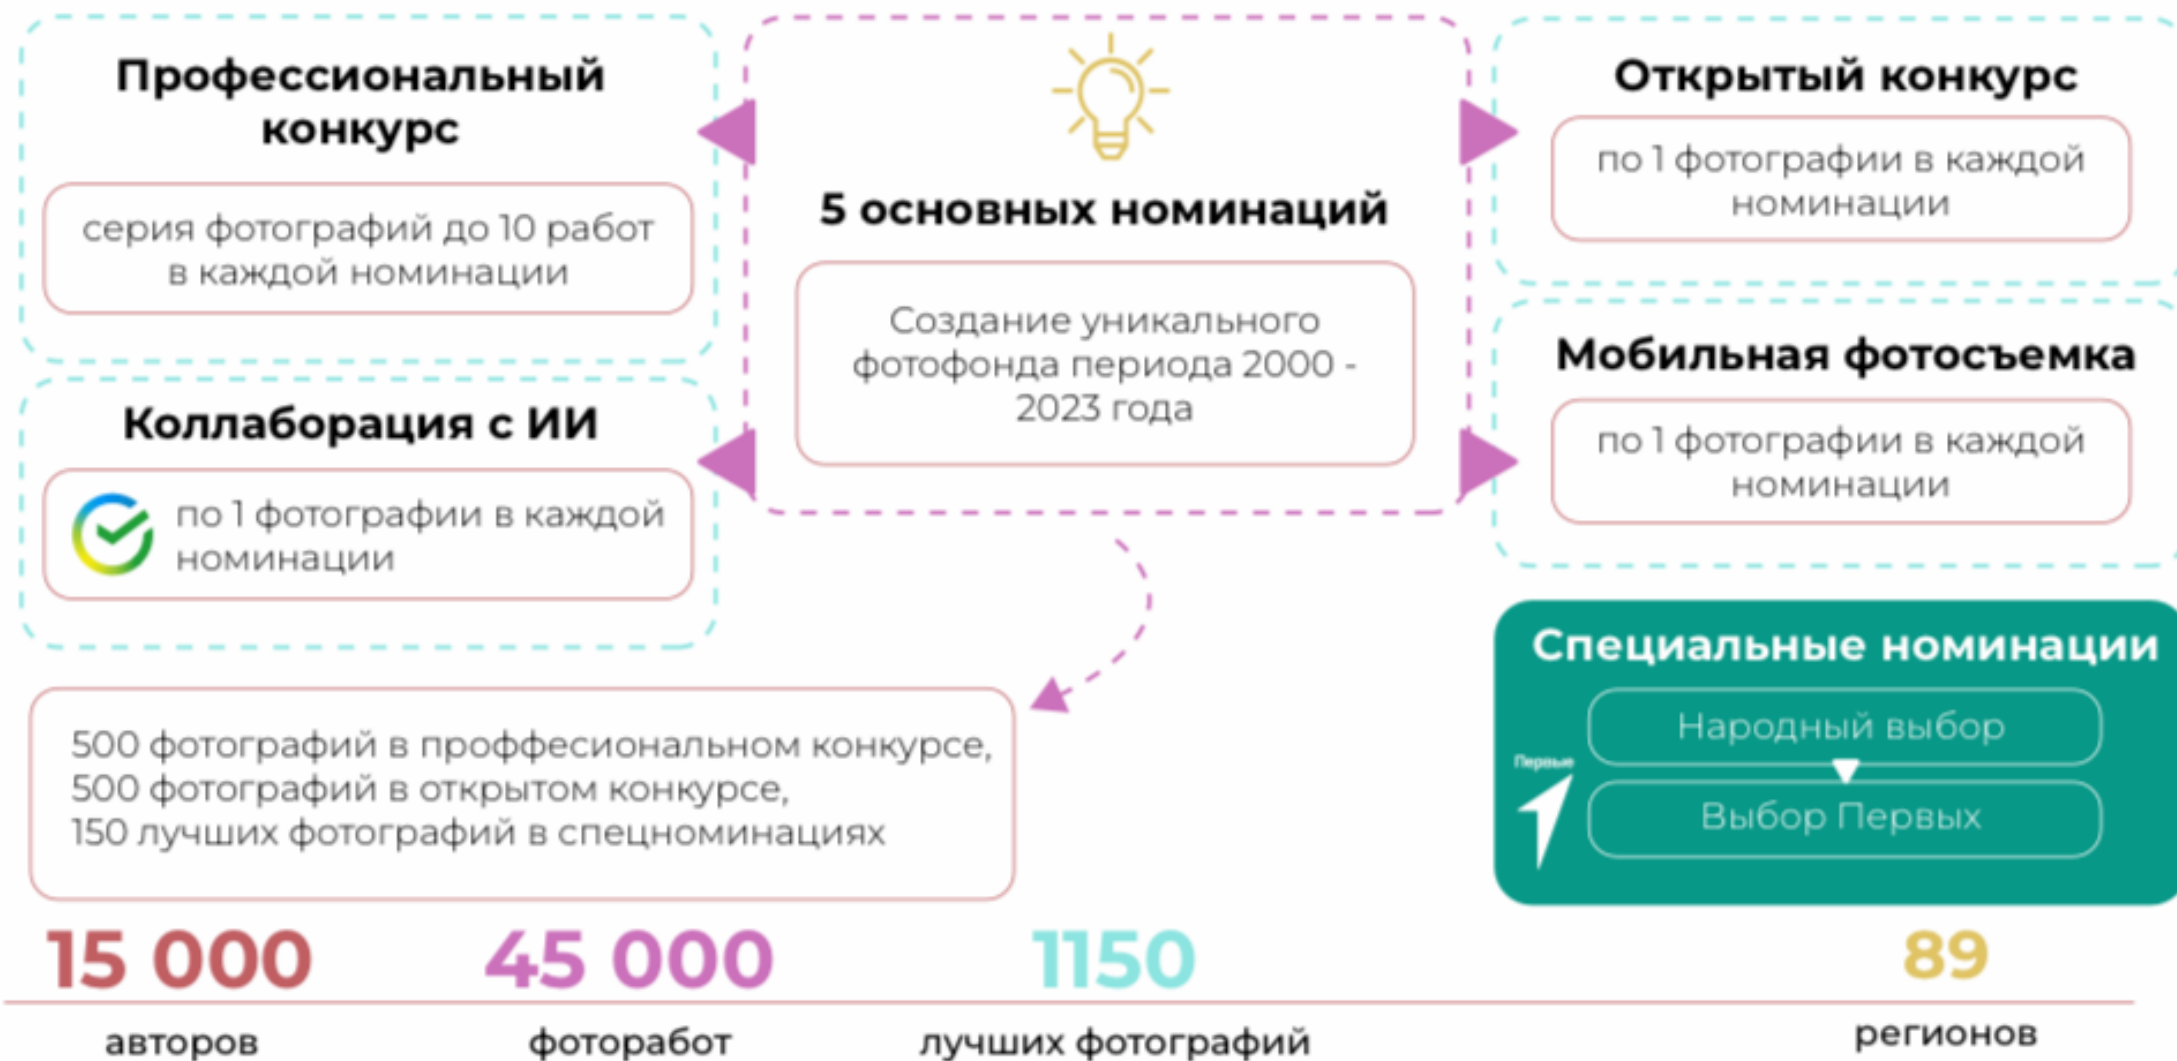 Профессиональный
конкурс
серия фотографий до 10 работ
в каждой номинации
Коллаборация с ИИ
по 1 фотографии в каждой
номинации
5 основных номинаций
Создание уникального
фотофонда периода 2000 -
2023 года
Открытый конкурс
по 1 фотографии в каждой
номинации
Мобильная фотосъемка
по 1 фотографии в каждой
номинации
Специальные номинации
Народный выбор
Первые
Выбор Первых
500 фотографий в проффесиональном конкурсе,
500 фотографий в открытом конкурсе,
150 лучших фотографий в спецноминациях
15 000
авторов
45 000
фоторабот
1150
лучших фотографий
89
регионов